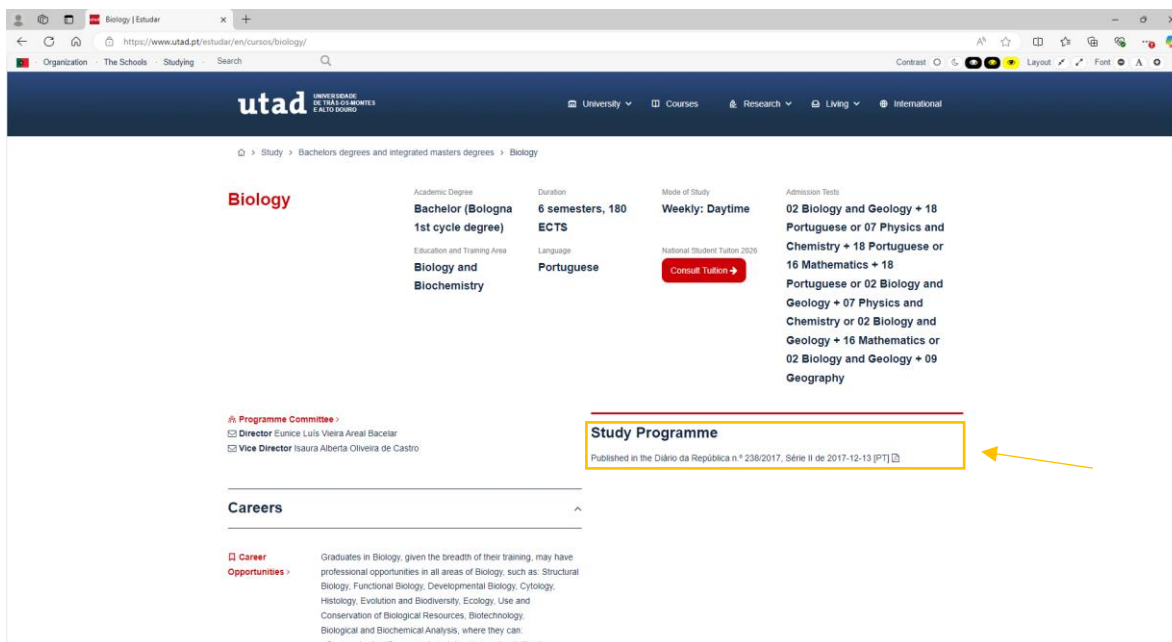 Biology | Estudar
https://www.utad.pt/estudar/en/cursos/biology/
Organization The Schools Studying Search
Contrast Layout Font A
utad UNIVERSIDADE
DE TRÁS-OS-MONTES
E ALTO DOURO
University Courses Research Living International
Study > Bachelors degrees and integrated masters degrees > Biology
Biology
Academic Degree
Bachelor (Bologna
1st cycle degree)
Duration
6 semesters, 180
ECTS
Mode of Study
Weekly: Daytime
Admission Tests
02 Biology and Geology + 18
Portuguese or 07 Physics and
Chemistry + 18 Portuguese or
16 Mathematics + 18
Portuguese or 02 Biology and
Geology + 07 Physics and
Chemistry or 02 Biology and
Geology + 16 Mathematics or
02 Biology and Geology + 09
Geography
Education and Training Area
Biology and
Biochemistry
Language
Portuguese
National Student Tuiton 2026
Consult Tuition →
Programme Committee >
Director Eunice Luís Vieira Areal Bacelar
Vice Director Isaura Alberta Oliveira de Castro
Study Programme
Published in the Diário da República n.º 238/2017, Série II de 2017-12-13 [PT]
Careers
Career
Opportunities >
Graduates in Biology, given the breadth of their training, may have
professional opportunities in all areas of Biology, such as: Structural
Biology, Functional Biology, Developmental Biology, Cytology,
Histology, Evolution and Biodiversity, Ecology, Use and
Conservation of Biological Resources, Biotechnology,
Biological and Biochemical Analysis, where they can: